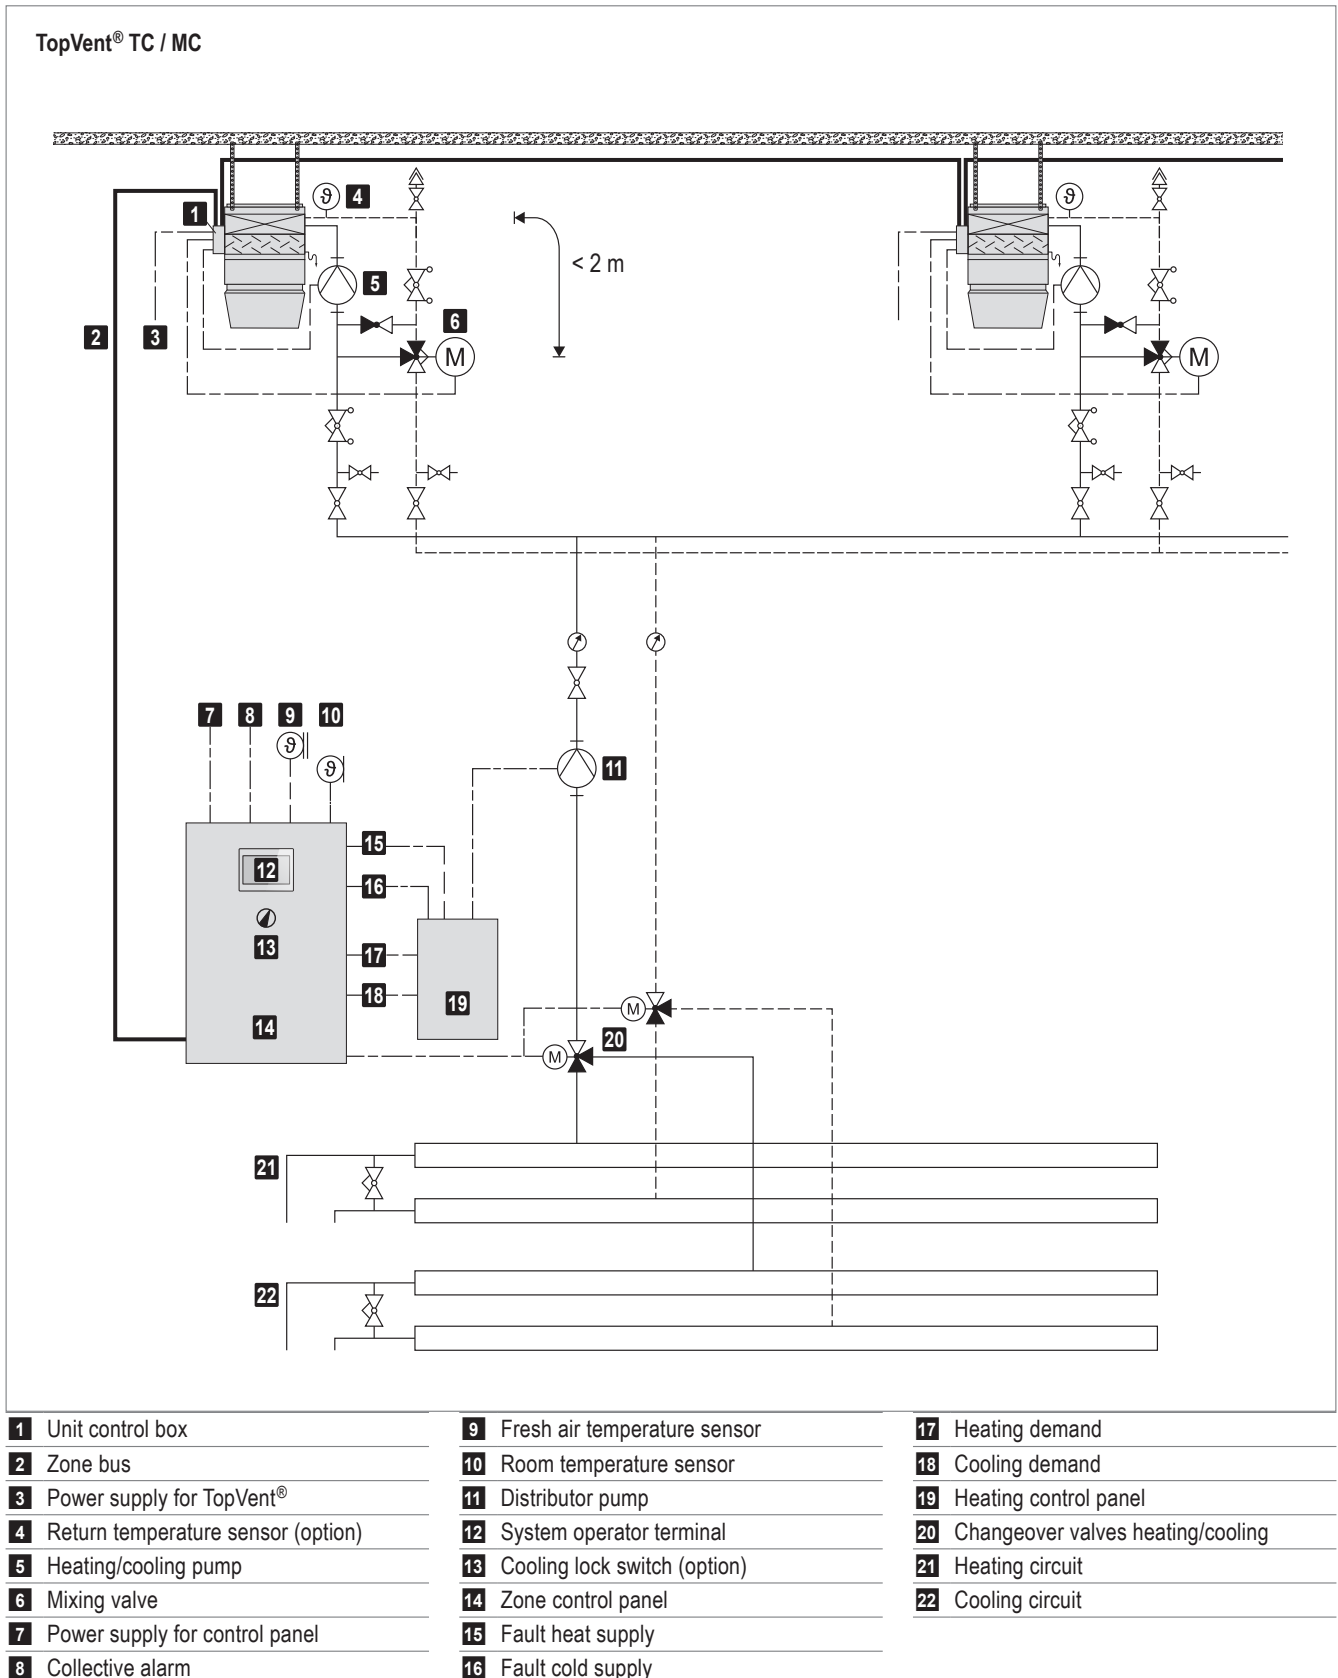 TopVent® TC / MC
ϑ 4
ϑ
1
< 2 m
5
6
2
3
M
M
7
8
9
10
ϑ
ϑ
11
15
12
16
13
17
18
19
14
M
20
M
21
22
1 Unit control box
2 Zone bus
3 Power supply for TopVent®
4 Return temperature sensor (option)
5 Heating/cooling pump
6 Mixing valve
7 Power supply for control panel
8 Collective alarm
9 Fresh air temperature sensor
10 Room temperature sensor
11 Distributor pump
12 System operator terminal
13 Cooling lock switch (option)
14 Zone control panel
15 Fault heat supply
16 Fault cold supply
17 Heating demand
18 Cooling demand
19 Heating control panel
20 Changeover valves heating/cooling
21 Heating circuit
22 Cooling circuit